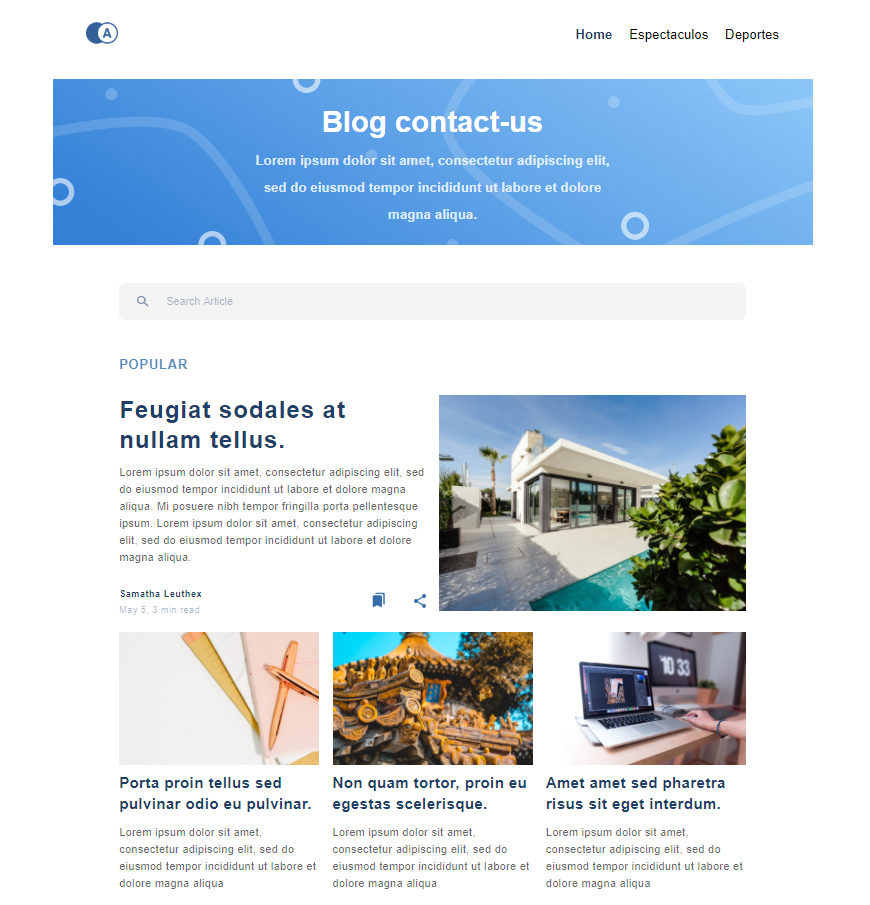 A
Home Espectaculos Deportes
Blog contact-us
Lorem ipsum dolor sit amet, consectetur adipiscing elit,
sed do eiusmod tempor incididunt ut labore et dolore
magna aliqua.
Search Article
POPULAR
Feugiat sodales at
nullam tellus.
Lorem ipsum dolor sit amet, consectetur adipiscing elit, sed
do eiusmod tempor incididunt ut labore et dolore magna
aliqua. Mi posuere nibh tempor fringilla porta pellentesque
ipsum. Lorem ipsum dolor sit amet, consectetur adipiscing
elit, sed do eiusmod tempor incididunt ut labore et dolore
magna aliqua.
Samatha Leuthex
May 5, 3 min read
10 33
Porta proin tellus sed
pulvinar odio eu pulvinar.
Lorem ipsum dolor sit amet,
consectetur adipiscing elit, sed do
eiusmod tempor incididunt ut labore et
dolore magna aliqua
Non quam tortor, proin eu
egestas scelerisque.
Lorem ipsum dolor sit amet,
consectetur adipiscing elit, sed do
eiusmod tempor incididunt ut labore et
dolore magna aliqua
Amet amet sed pharetra
risus sit eget interdum.
Lorem ipsum dolor sit amet,
consectetur adipiscing elit, sed do
eiusmod tempor incididunt ut labore et
dolore magna aliqua